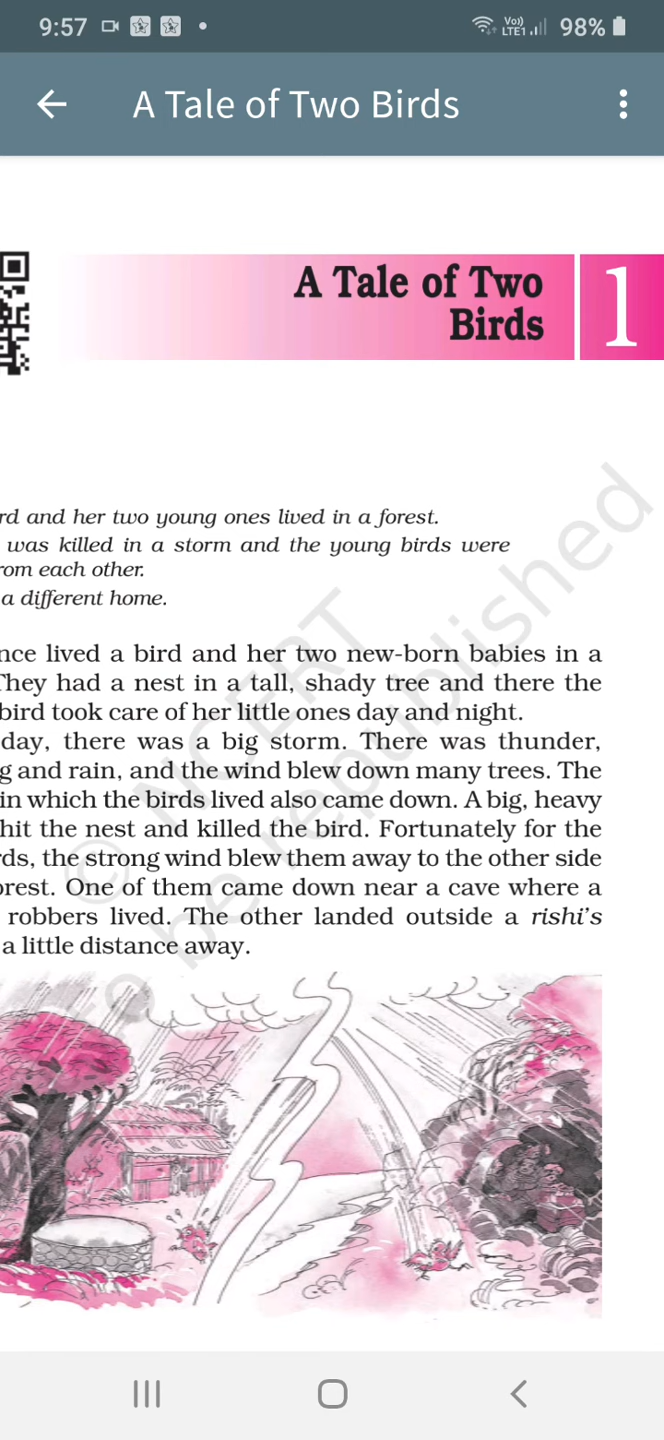 9:57
Vo))
LTE1
98%
A Tale of Two Birds
A Tale of Two
Birds
1
rd and her two young ones lived in a forest.
was killed in a storm and the young birds were
rom each other.
a different home.
nce lived a bird and her two new-born babies in a
They had a nest in a tall, shady tree and there the
bird took care of her little ones day and night.
day, there was a big storm. There was thunder,
g and rain, and the wind blew down many trees. The
in which the birds lived also came down. A big, heavy
hit the nest and killed the bird. Fortunately for the
rds, the strong wind blew them away to the other side
orest. One of them came down near a cave where a
robbers lived. The other landed outside a rishi's
a little distance away.
© NCERT
o be republished